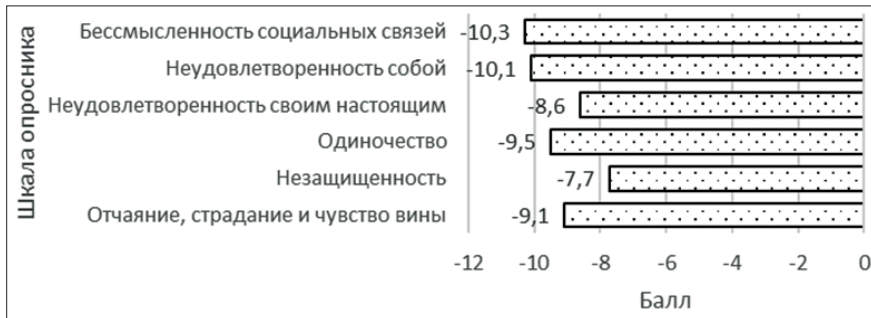 Шкала опросника
Бессмысленность социальных связей -10,3
Неудовлетворенность собой -10,1
Неудовлетворенность своим настоящим -8,6
Одиночество -9,5
Незащищенность -7,7
Отчаяние, страдание и чувство вины -9,1
-12 -10 -8 -6 -4 -2 0
Балл